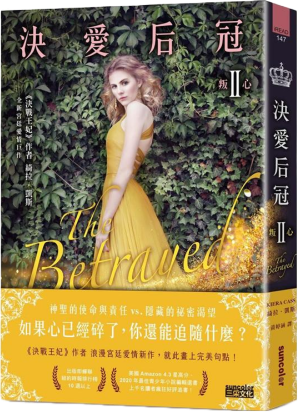 決愛后冠
叛II心
《決戰王妃》作者 綺拉‧凱斯
全新宮廷愛情巨作
The
Betrayed
神聖的使命與責任vs.隱藏的秘密渴望
如果心已經碎了，你還能追隨什麼？
《決戰王妃》作者 浪漫宮廷愛情新作，就此畫上完美句點！
suncolor
三采文化
147
決愛后冠
叛II心
The Betrayed
KIERA CASS
綺拉‧凱斯
suncolor